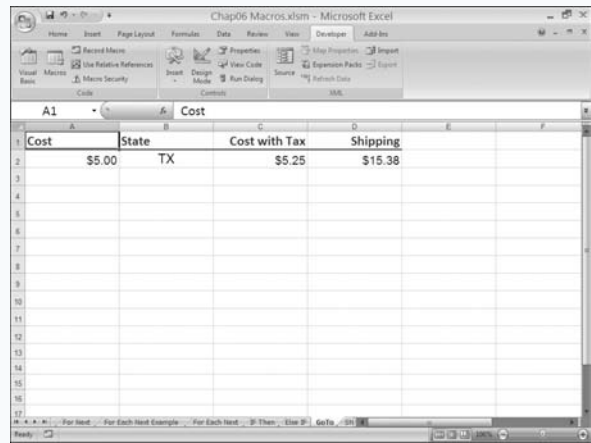 Chap06 Macros.xlsm - Microsoft Excel
Home Insert Page Layout Formulas Data Review View Developer Add-Ins
Visual Basic
Macros
Record Macro
Use Relative References
Macro Security
Code
Insert
Design Mode
Properties
View Code
Run Dialog
Controls
Source
Map Properties
Expansion Packs
Refresh Data
Import
Export
XML
A1 fx Cost
A B C D E F
1 Cost State Cost with Tax Shipping
2 $5.00 TX $5.25 $15.38
3
4
5
6
7
8
9
10
11
12
13
14
15
16
17
For Next For Each Next Example For Each Next IF Then Else IF GoTo Sh
Ready 100%